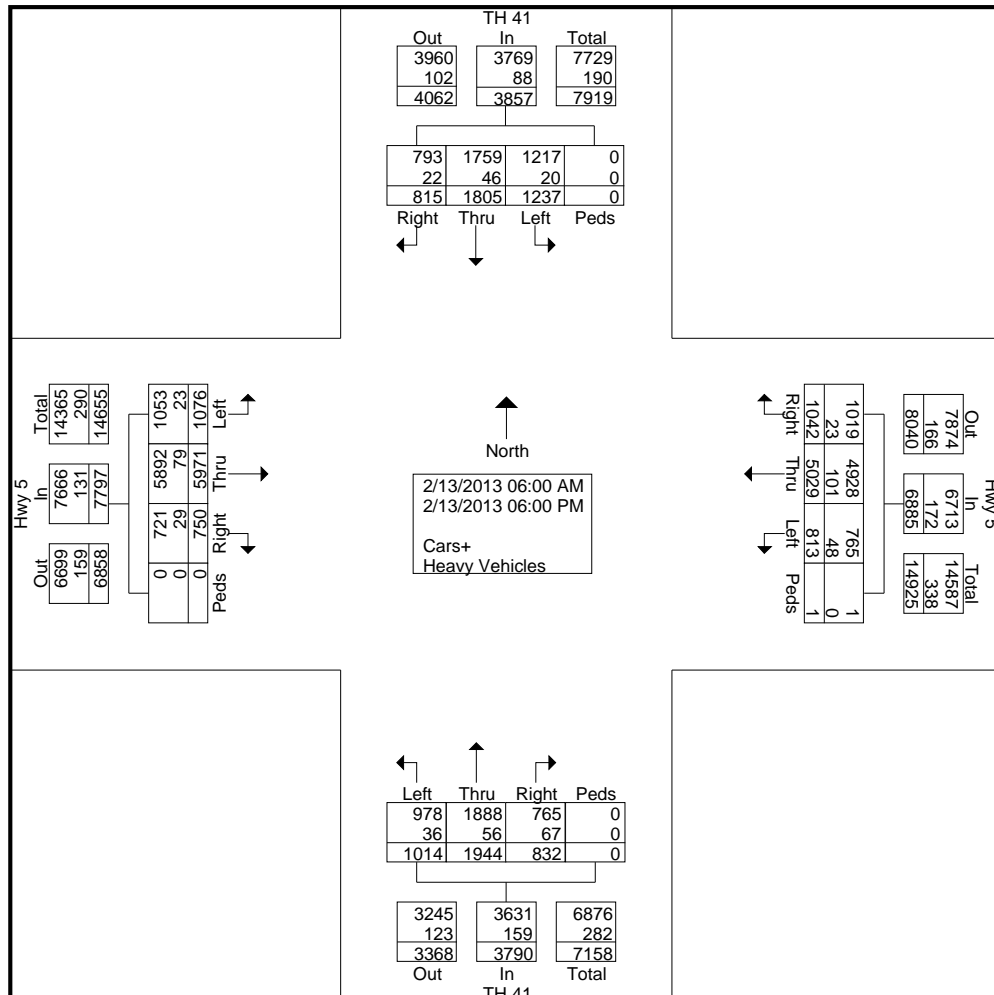 TH 41
Out In Total
3960 3769 7729
102 88 190
4062 3857 7919
793 1759 1217 0
22 46 20 0
815 1805 1237 0
Right Thru Left Peds
Hwy 5
Total In Out
14365 7666 6699
290 131 159
14655 7797 6858
1053 5892 721 0
23 79 29 0
1076 5971 750 0
Left Thru Right Peds
North
2/13/2013 06:00 AM
2/13/2013 06:00 PM
Cars+
Heavy Vehicles
Right Thru Left Peds
1019 4928 765 1
23 101 48 0
1042 5029 813 1
Hwy 5
Out In Total
7874 6713 14587
166 172 338
8040 6885 14925
Left Thru Right Peds
978 1888 765 0
36 56 67 0
1014 1944 832 0
3245 3631 6876
123 159 282
3368 3790 7158
Out In Total
TH 41